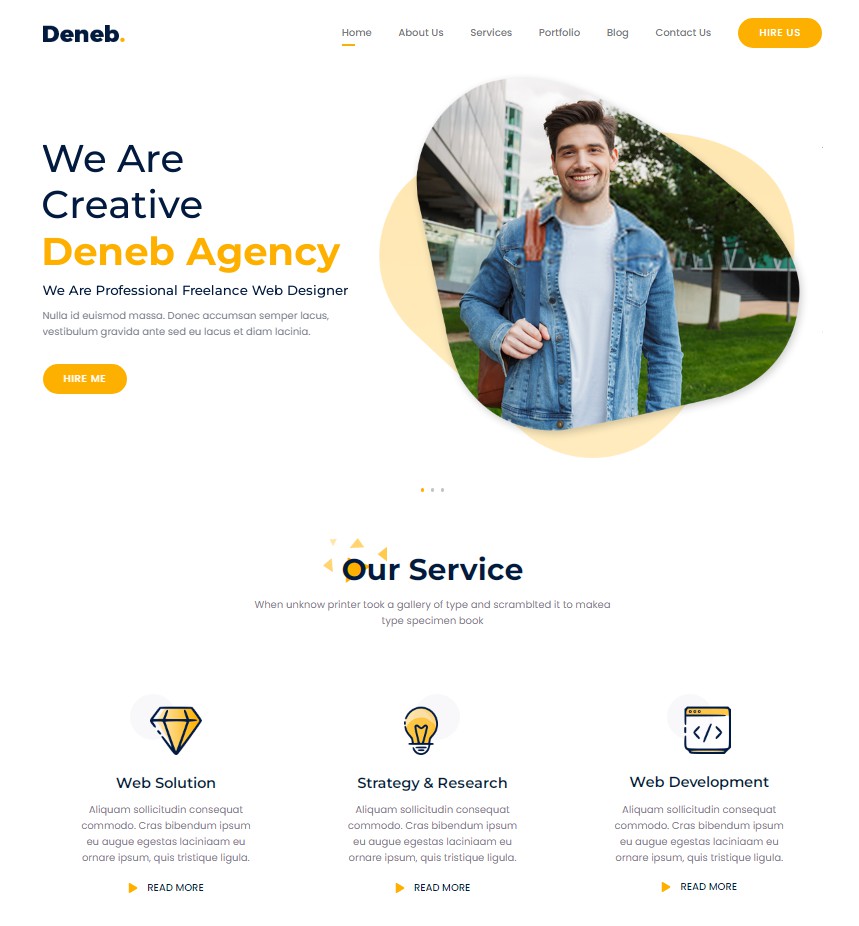 Deneb.
Home About Us Services Portfolio Blog Contact Us HIRE US
We Are
Creative
Deneb Agency
We Are Professional Freelance Web Designer
Nulla id euismod massa. Donec accumsan semper lacus,
vestibulum gravida ante sed eu lacus et diam lacinia.
HIRE ME
Our Service
When unknow printer took a gallery of type and scramblted it to makea
type specimen book
Web Solution
Aliquam sollicitudin consequat
commodo. Cras bibendum ipsum
eu augue egestas laciniaam eu
ornare ipsum, quis tristique ligula.
READ MORE
Strategy & Research
Aliquam sollicitudin consequat
commodo. Cras bibendum ipsum
eu augue egestas laciniaam eu
ornare ipsum, quis tristique ligula.
READ MORE
Web Development
Aliquam sollicitudin consequat
commodo. Cras bibendum ipsum
eu augue egestas laciniaam eu
ornare ipsum, quis tristique ligula.
READ MORE